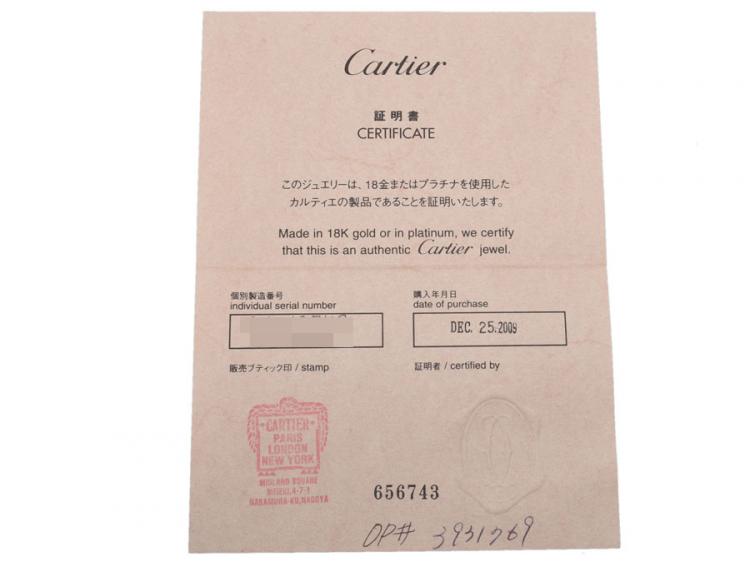 Cartier
証明書
CERTIFICATE
このジュエリーは、18金またはプラチナを使用した
カルティエの製品であることを証明いたします。
Made in 18K gold or in platinum, we certify
that this is an authentic Cartier jewel.
個別製造番号
individual serial number
購入年月日
date of purchase
DEC. 25.2009
販売ブティック印 / stamp
証明者 / certified by
CARTIER
PARIS
LONDON
NEW YORK
MIDLAND SQUARE
MEIEKI,4-7-1
NAKAMURA-KU,NAGOYA
656743
OP# 3931769